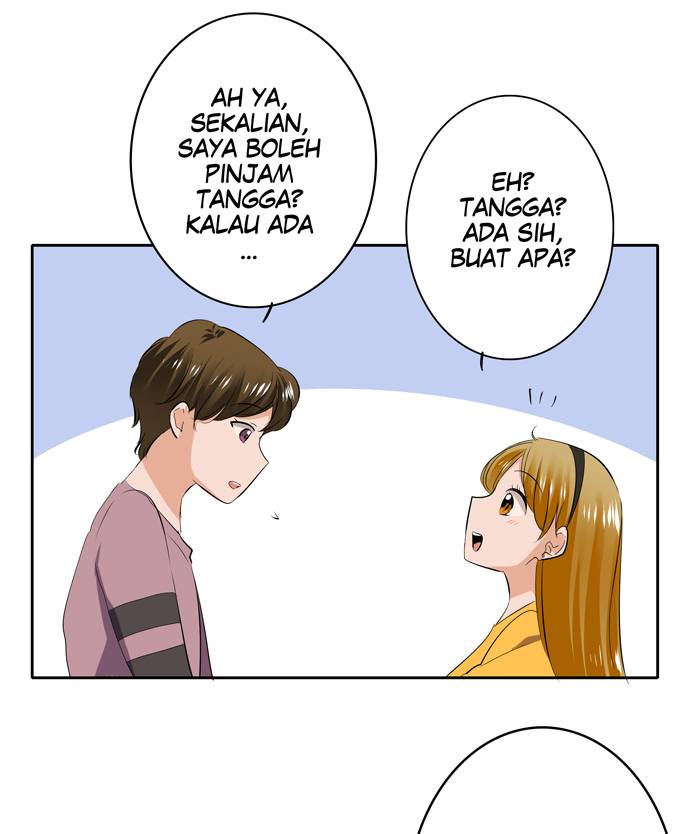 AH YA,
SEKALIAN,
SAYA BOLEH
PINJAM
TANGGA?
KALAU ADA
...
EH?
TANGGA?
ADA SIH,
BUAT APA?